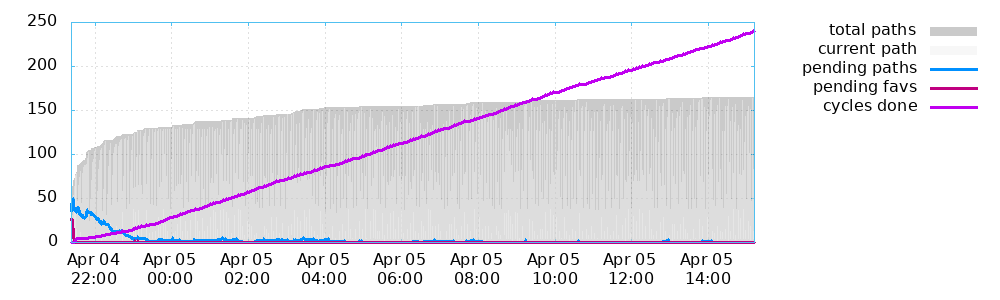 250
200
150
100
50
0
Apr 04 Apr 05 Apr 05 Apr 05 Apr 05 Apr 05 Apr 05 Apr 05 Apr 05
22:00 00:00 02:00 04:00 06:00 08:00 10:00 12:00 14:00
total paths
current path
pending paths
pending favs
cycles done